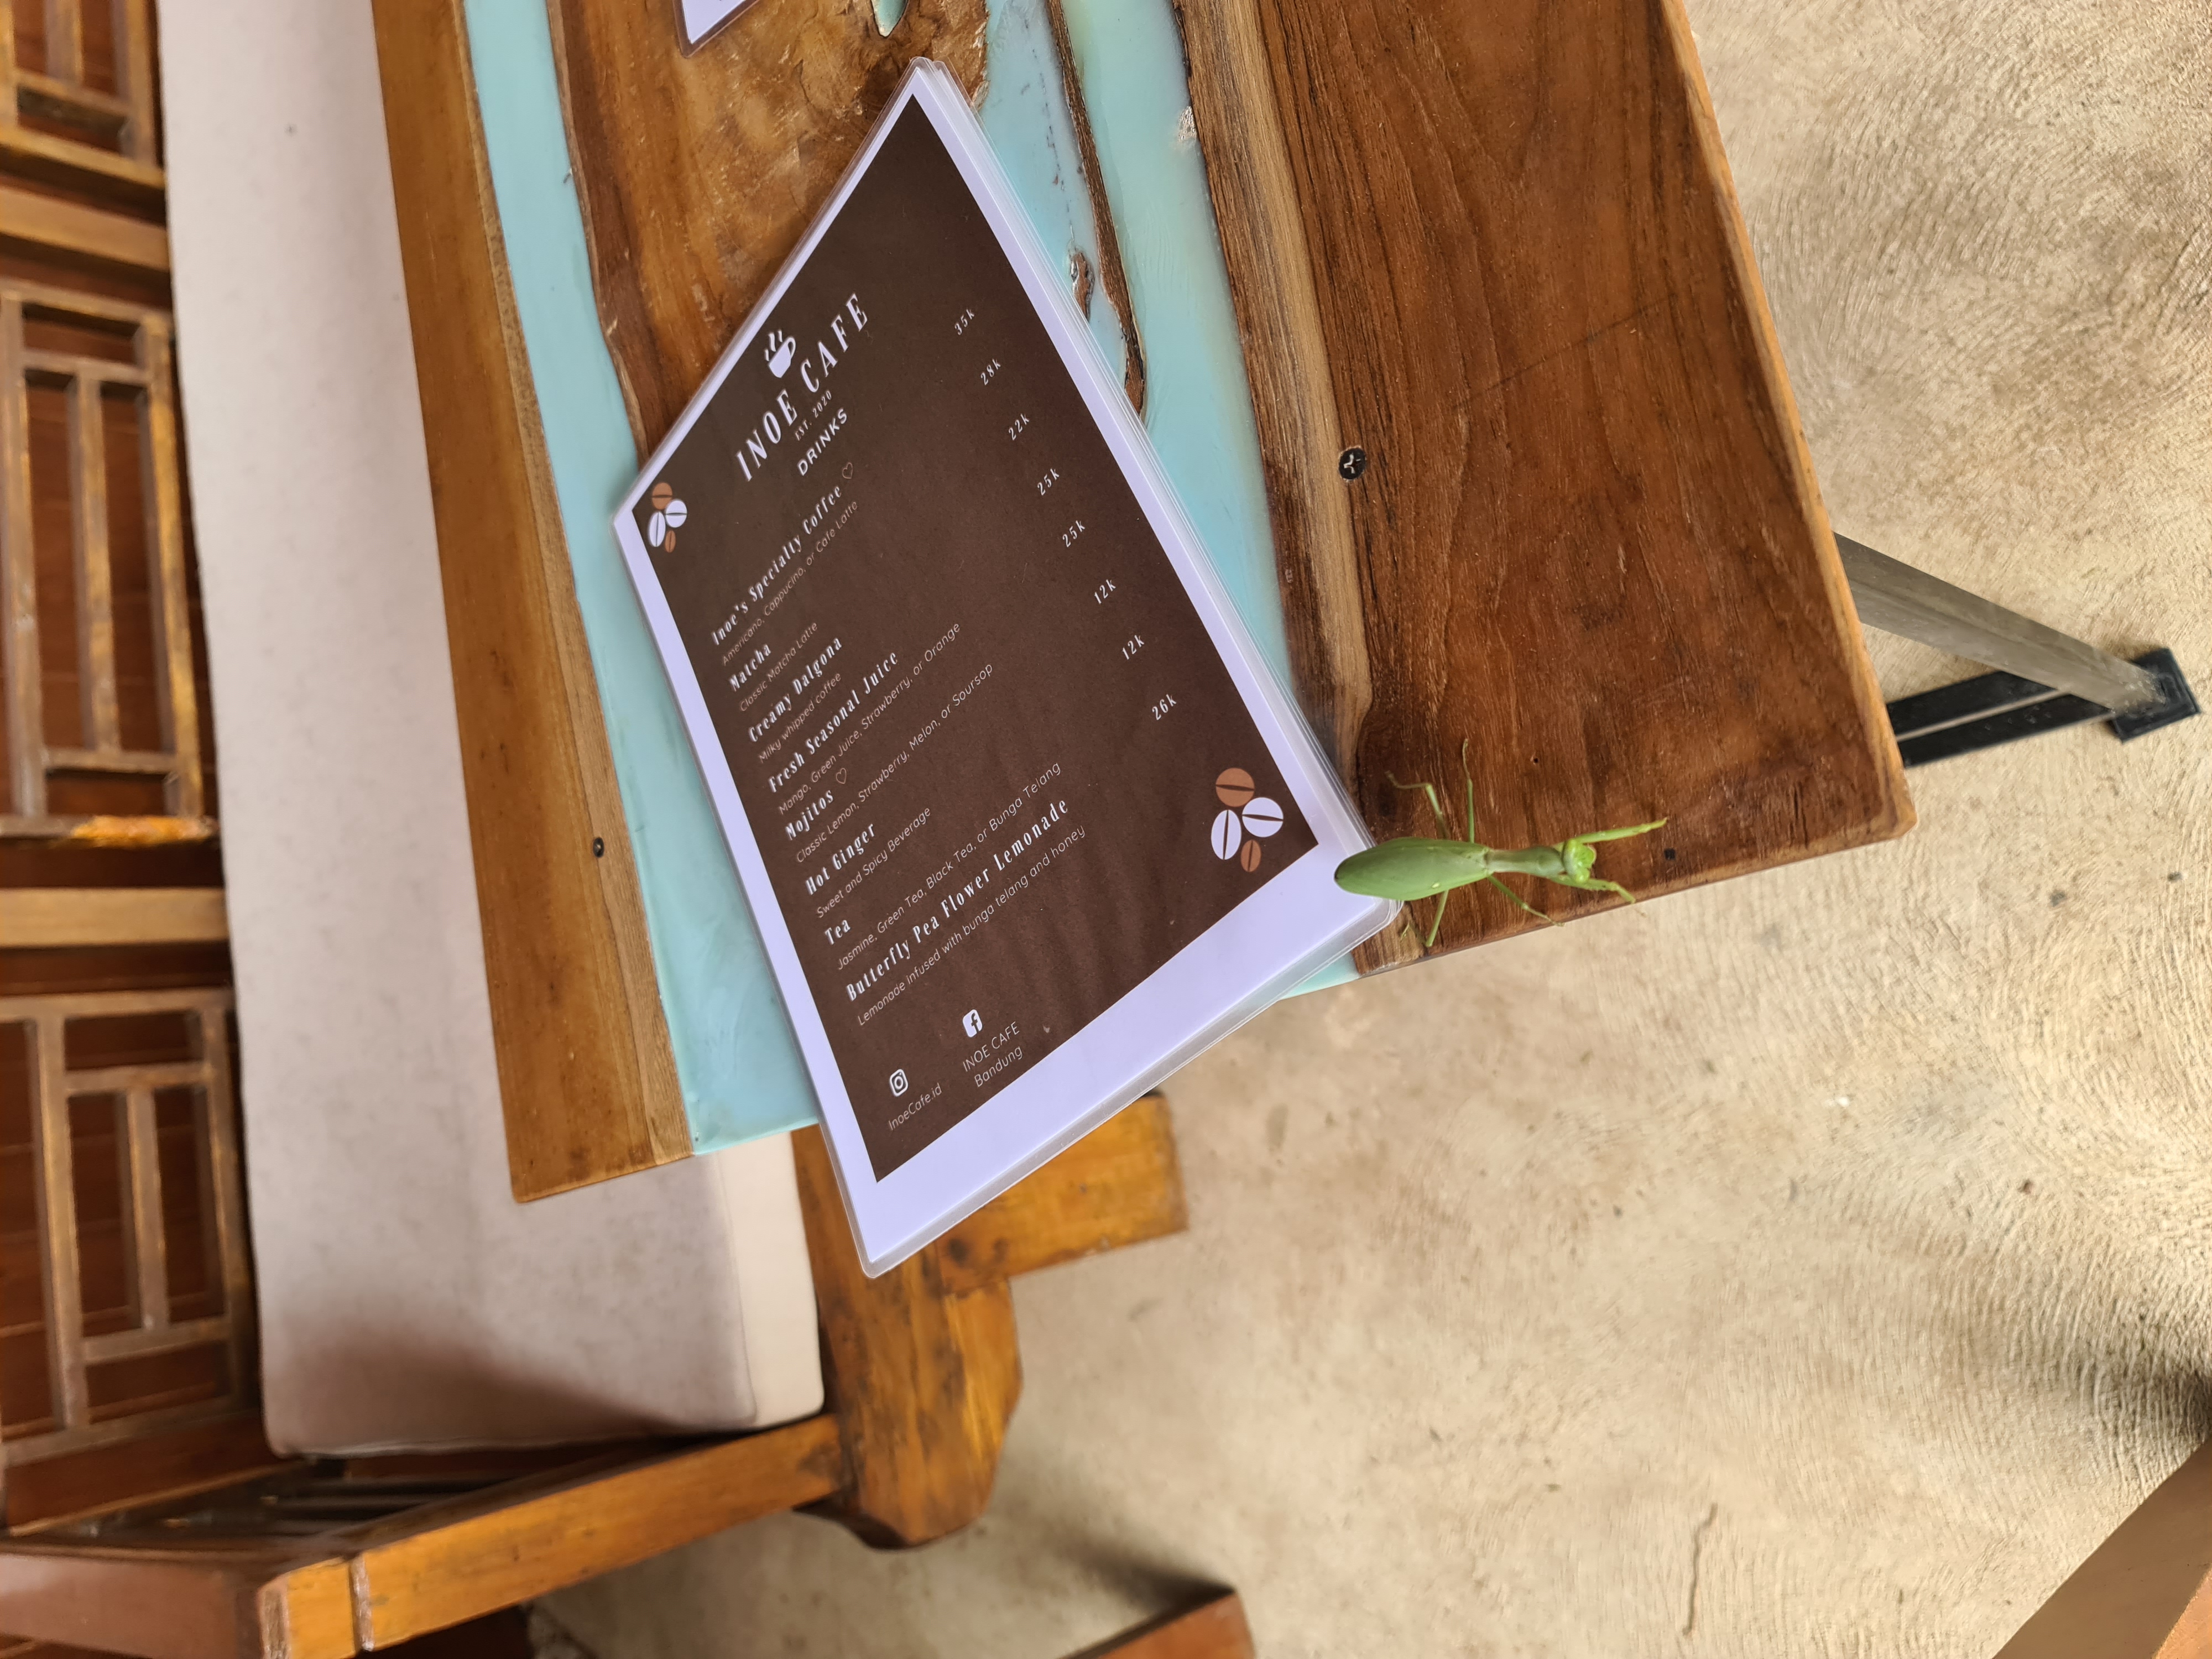 INOE CAFE
EST. 2020
DRINKS
Inoe's Specialty Coffee ♡ 35k
Americano, Cappucino, or Cafe Latte
Matcha 28k
Classic Matcha Latte
Creamy Dalgona 22k
Milky whipped coffee
Fresh Seasonal Juice 25k
Mango, Green Juice, Strawberry, or Orange
Mojitos ♡ 25k
Classic Lemon, Strawberry, Melon, or Soursop
Hot Ginger 12k
Sweet and Spicy Beverage
Tea 12k
Jasmine, Green Tea, Black Tea, or Bunga Telang
Butterfly Pea Flower Lemonade 26k
Lemonade infused with bunga telang and honey
InoeCafe.id
INOE CAFE
Bandung